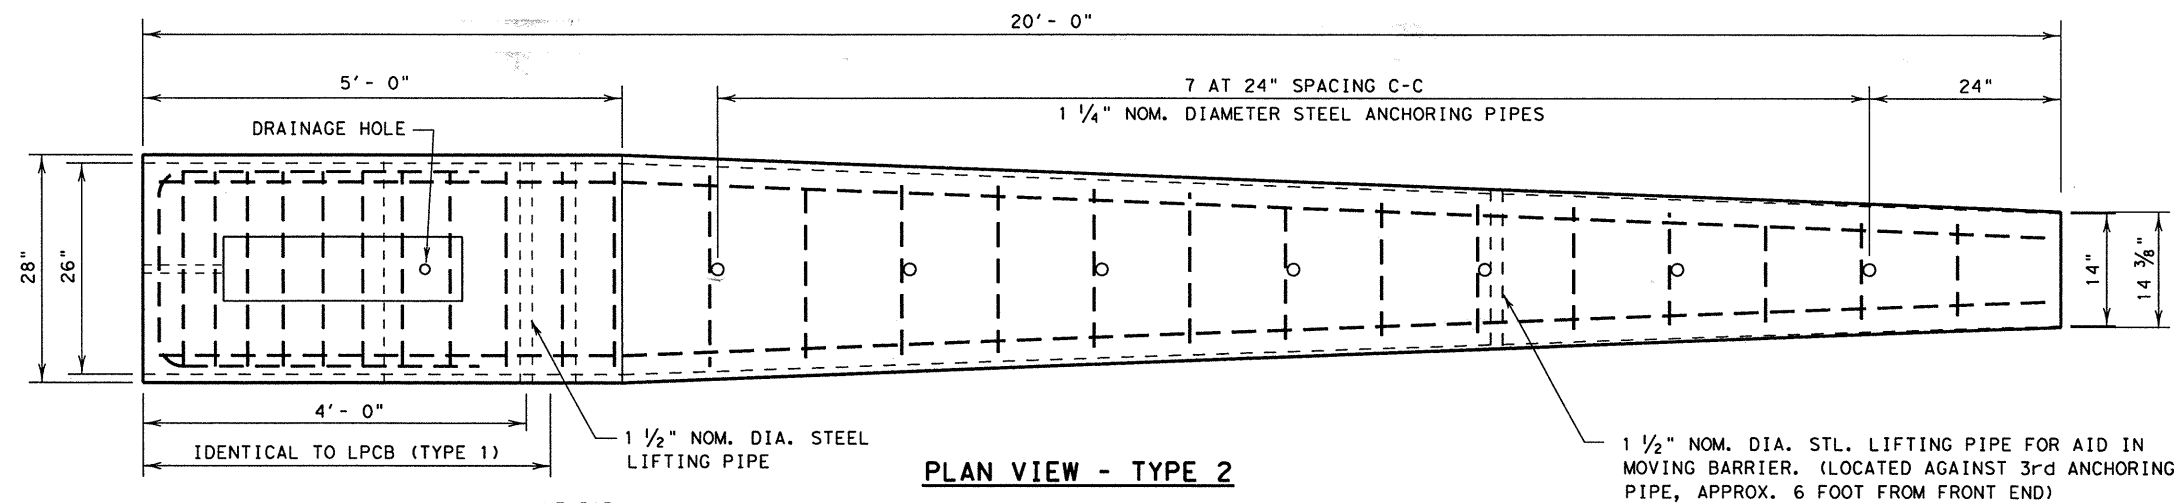 20'- 0"
5'- 0"
7 AT 24" SPACING C-C
24"
1 1/4" NOM. DIAMETER STEEL ANCHORING PIPES
DRAINAGE HOLE
28"
26"
14"
14 3/8"
4'- 0"
IDENTICAL TO LPCB (TYPE 1)
1 1/2" NOM. DIA. STEEL
LIFTING PIPE
PLAN VIEW - TYPE 2
1 1/2" NOM. DIA. STL. LIFTING PIPE FOR AID IN
MOVING BARRIER. (LOCATED AGAINST 3rd ANCHORING
PIPE, APPROX. 6 FOOT FROM FRONT END)